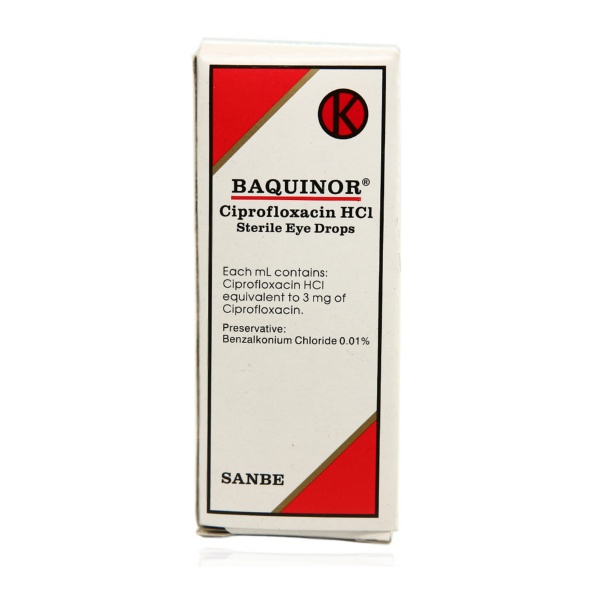 K
BAQUINOR®
Ciprofloxacin HCl
Sterile Eye Drops
Each mL contains:
Ciprofloxacin HCl
equivalent to 3 mg of
Ciprofloxacin.
Preservative:
Benzalkonium Chloride 0.01%
SANBE